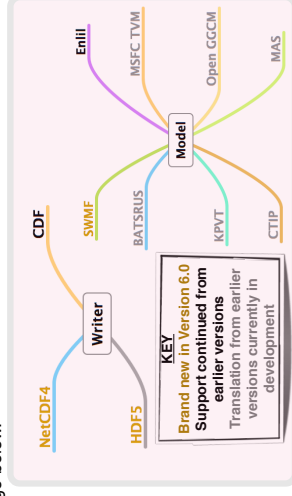 NetCDF4
CDF
HDF5
Writer
SWMF
Enlil
BATSRUS
MSFC TVM
Model
KPVT
Open GGCM
CTIP
MAS
KEY
Brand new in Version 6.0
Support continued from
earlier versions
Translation from earlier
versions currently in
development